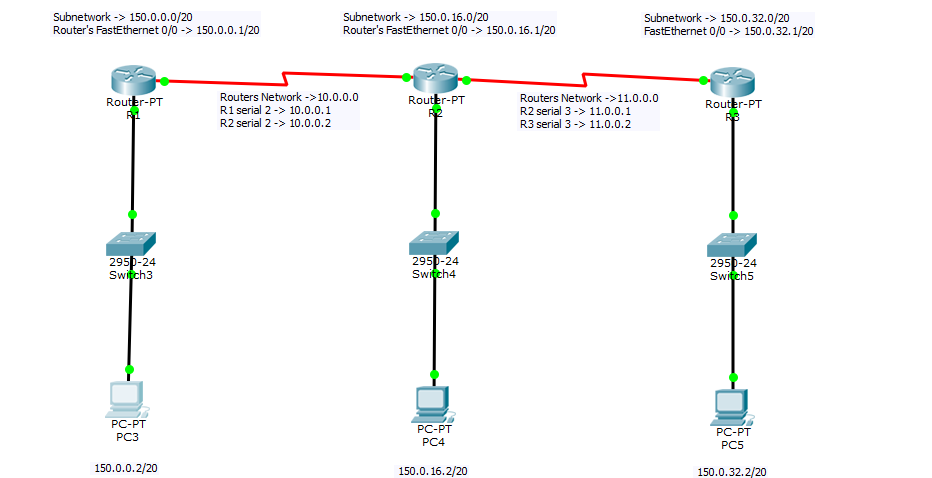 Subnetwork -> 150.0.0.0/20
Router's FastEthernet 0/0 -> 150.0.0.1/20
Subnetwork -> 150.0.16.0/20
Router's FastEthernet 0/0 -> 150.0.16.1/20
Subnetwork -> 150.0.32.0/20
FastEthernet 0/0 -> 150.0.32.1/20
Router-PT
R1
Router-PT
R2
Router-PT
R3
Routers Network ->10.0.0.0
R1 serial 2 -> 10.0.0.1
R2 serial 2 -> 10.0.0.2
Routers Network ->11.0.0.0
R2 serial 3 -> 11.0.0.1
R3 serial 3 -> 11.0.0.2
2950-24
Switch3
2950-24
Switch4
2950-24
Switch5
PC-PT
PC3
PC-PT
PC4
PC-PT
PC5
150.0.0.2/20
150.0.16.2/20
150.0.32.2/20